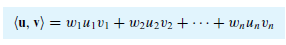 ⟨u, v⟩ = w₁u₁v₁ + w₂u₂v₂ + ··· + wₙuₙvₙ